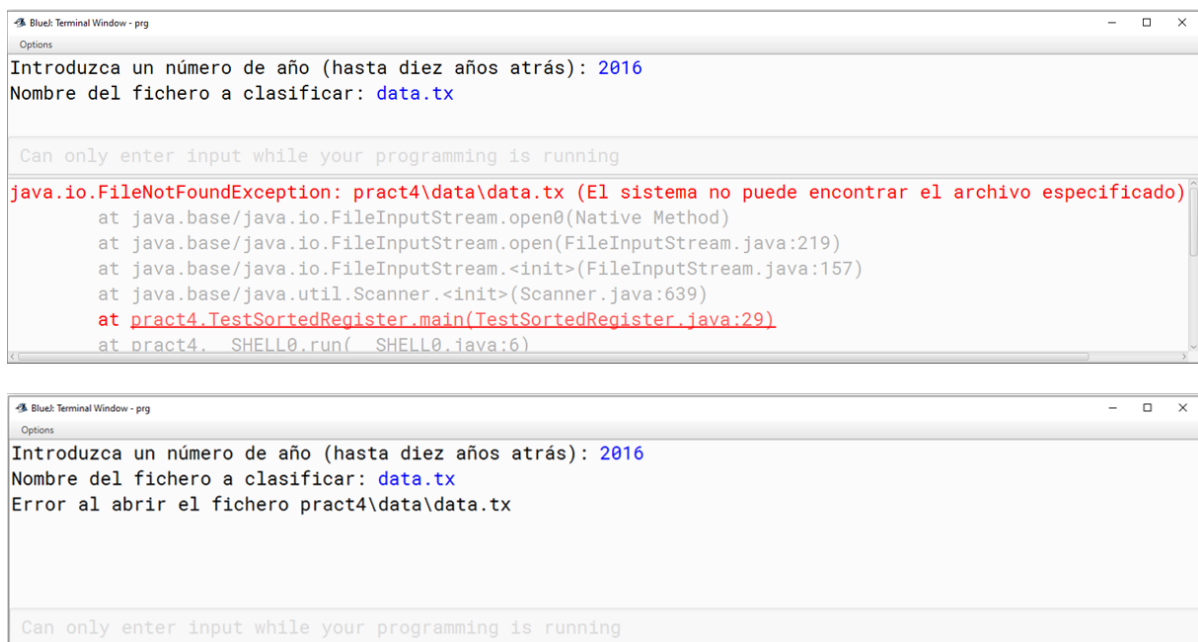 BlueJ: Terminal Window - prg
Options
Introduzca un número de año (hasta diez años atrás): 2016
Nombre del fichero a clasificar: data.tx
Can only enter input while your programming is running
java.io.FileNotFoundException: pract4\data\data.tx (El sistema no puede encontrar el archivo especificado)
at java.base/java.io.FileInputStream.open0(Native Method)
at java.base/java.io.FileInputStream.open(FileInputStream.java:219)
at java.base/java.io.FileInputStream.<init>(FileInputStream.java:157)
at java.base/java.util.Scanner.<init>(Scanner.java:639)
at pract4.TestSortedRegister.main(TestSortedRegister.java:29)
at pract4.__SHELL0.run(__SHELL0.java:6)
BlueJ: Terminal Window - prg
Options
Introduzca un número de año (hasta diez años atrás): 2016
Nombre del fichero a clasificar: data.tx
Error al abrir el fichero pract4\data\data.tx
Can only enter input while your programming is running